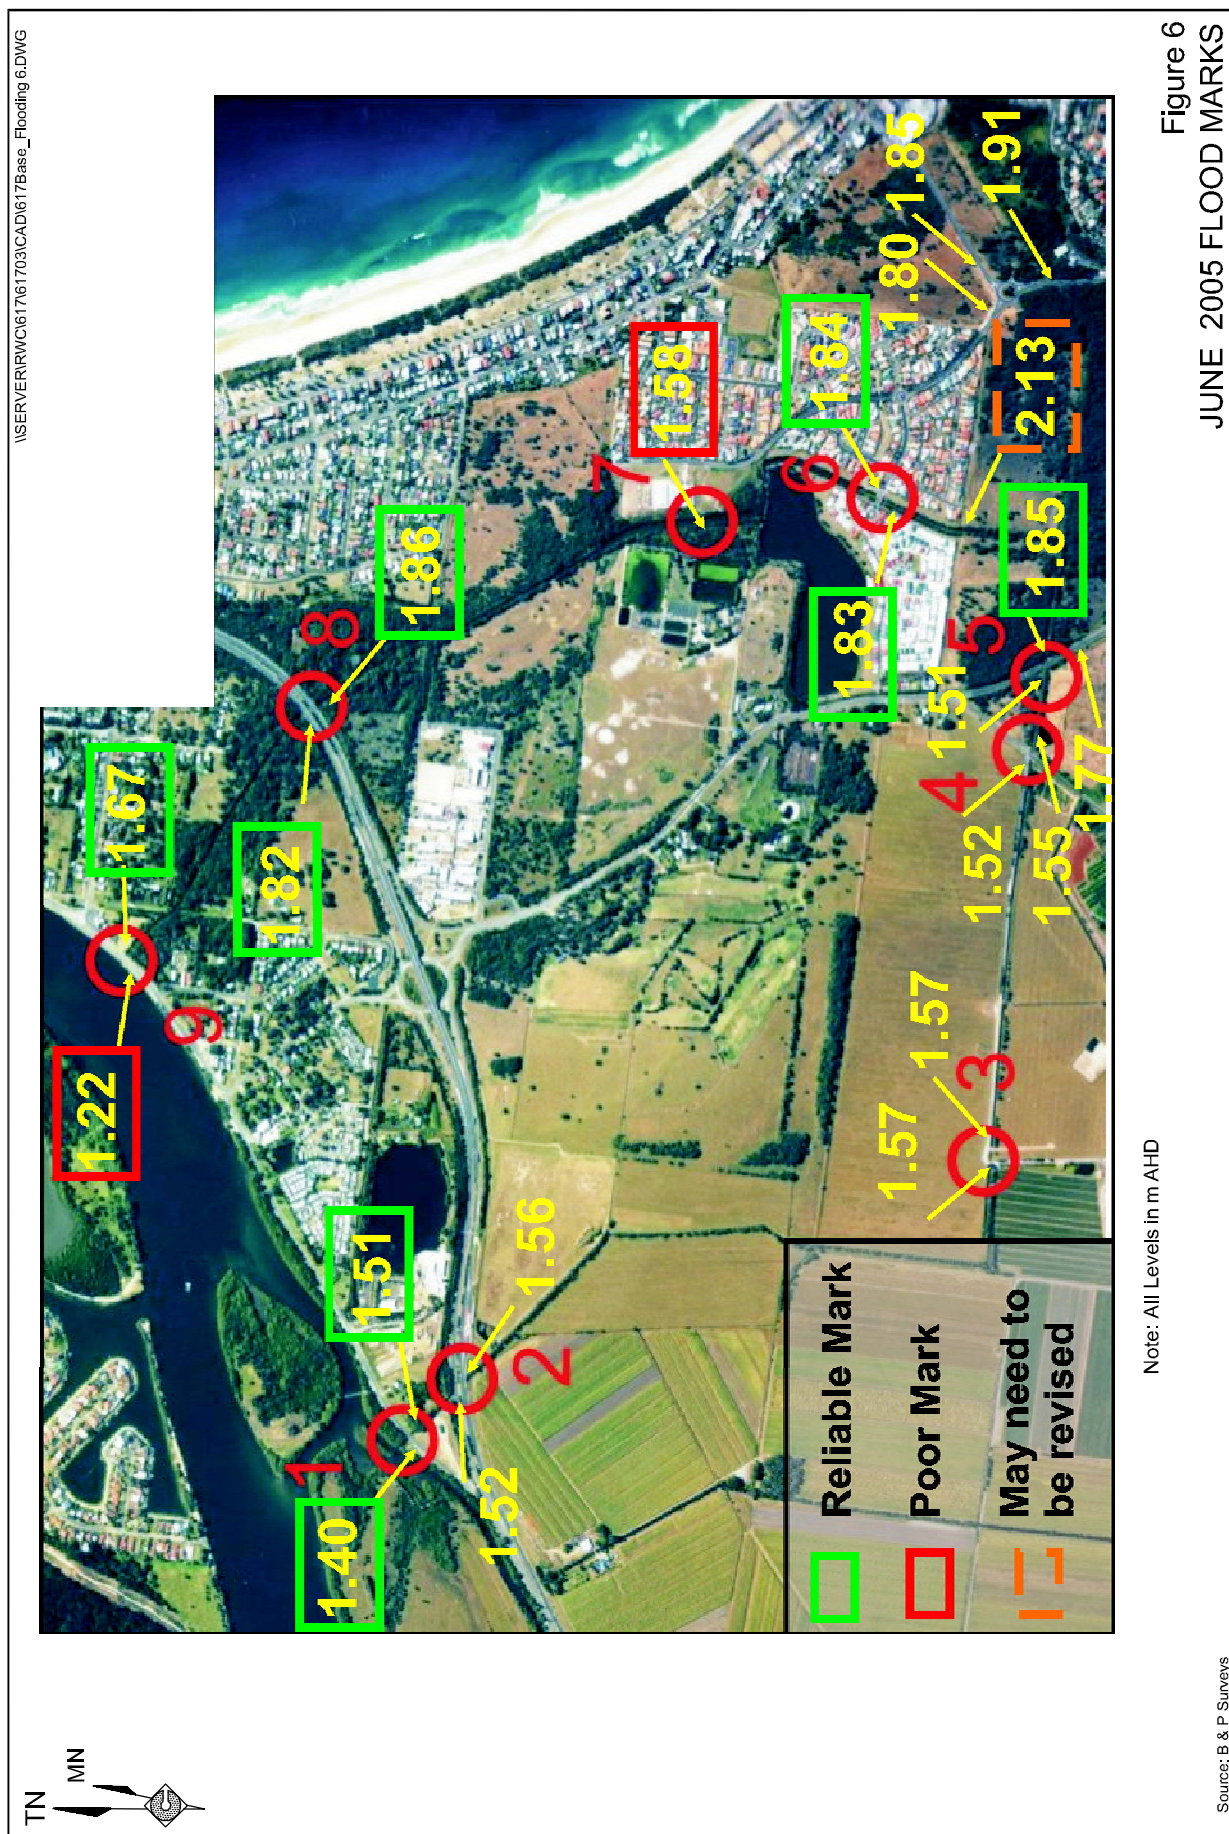 \\SERVER\RWC\617\61703\CAD\617Base_Flooding 6.DWG
TN
MN
1.22
1.67
9
1.82
8
1.86
1
1.40
1.51
2
1.52
1.56
7
1.58
6
1.84
1.83
1.80
1.85
1.91
2.13
5
1.85
1.51
4
1.52
1.55
1.77
3
1.57
1.57
Reliable Mark
Poor Mark
May need to
be revised
Note: All Levels in m AHD
Source: B & P Surveys
Figure 6
JUNE 2005 FLOOD MARKS